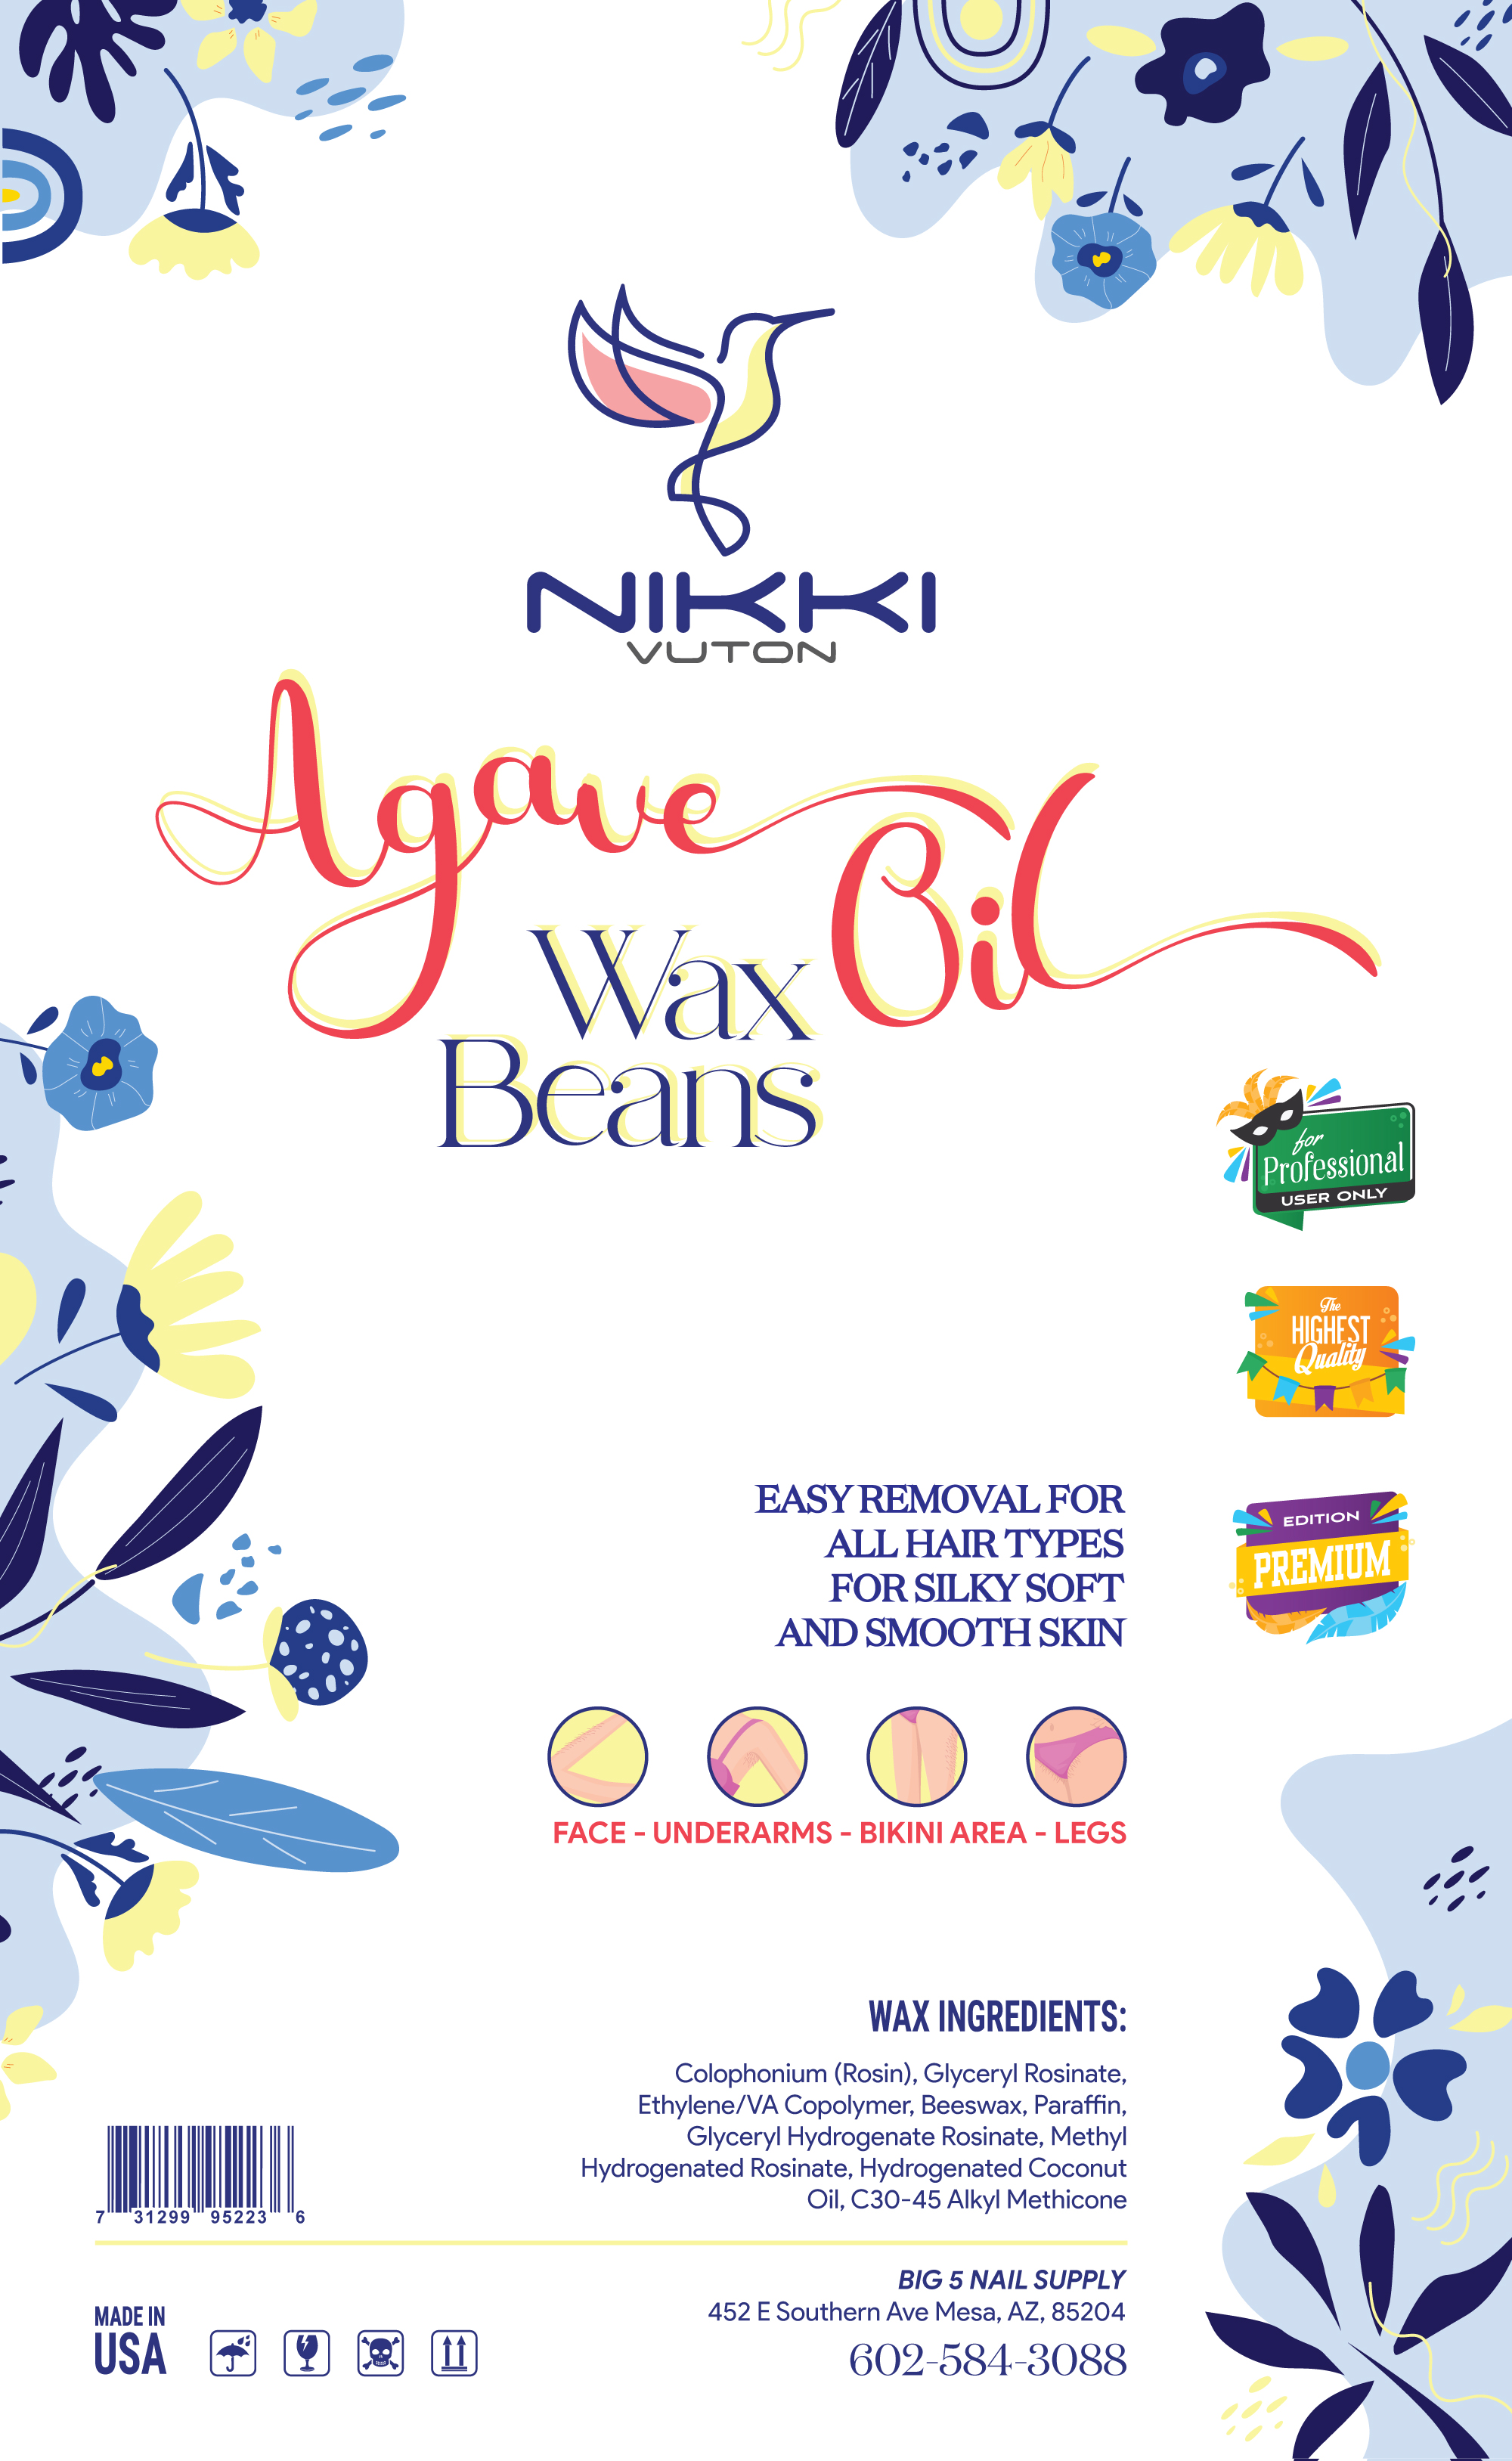 NIKKI
VUTON
Agave Oil
Wax
Beans
for
Professional
USER ONLY
The
HIGHEST
Quality
EDITION
PREMIUM
EASY REMOVAL FOR
ALL HAIR TYPES
FOR SILKY SOFT
AND SMOOTH SKIN
FACE - UNDERARMS - BIKINI AREA - LEGS
WAX INGREDIENTS:
Colophonium (Rosin), Glyceryl Rosinate,
Ethylene/VA Copolymer, Beeswax, Paraffin,
Glyceryl Hydrogenate Rosinate, Methyl
Hydrogenated Rosinate, Hydrogenated Coconut
Oil, C30-45 Alkyl Methicone
7 31299 95223 6
BIG 5 NAIL SUPPLY
452 E Southern Ave Mesa, AZ, 85204
602-584-3088
MADE IN
USA